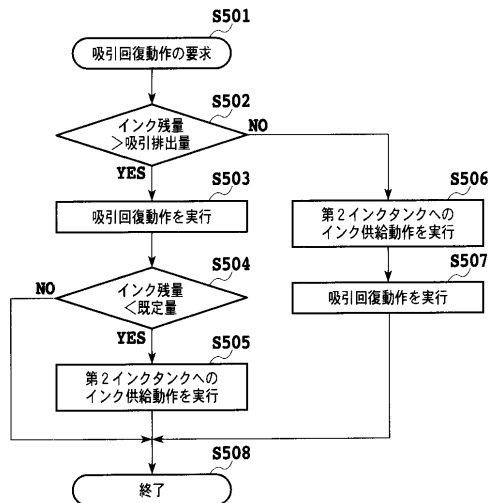 S501
吸引回復動作の要求
S502
インク残量
>吸引排出量
NO
YES
S503
吸引回復動作を実行
S504
インク残量
<既定量
NO
YES
S505
第2インクタンクへの
インク供給動作を実行
S506
第2インクタンクへの
インク供給動作を実行
S507
吸引回復動作を実行
S508
終了